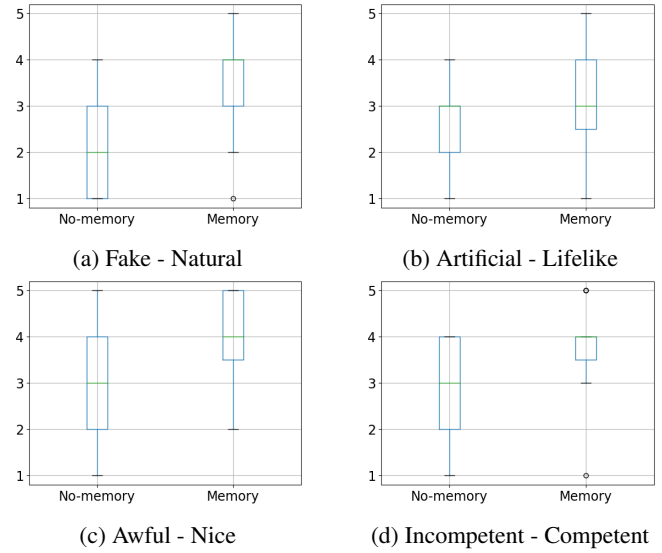 5
4
3
2
1
No-memory Memory
(a) Fake - Natural
5
4
3
2
1
No-memory Memory
(b) Artificial - Lifelike
5
4
3
2
1
No-memory Memory
(c) Awful - Nice
5
4
3
2
1
No-memory Memory
(d) Incompetent - Competent